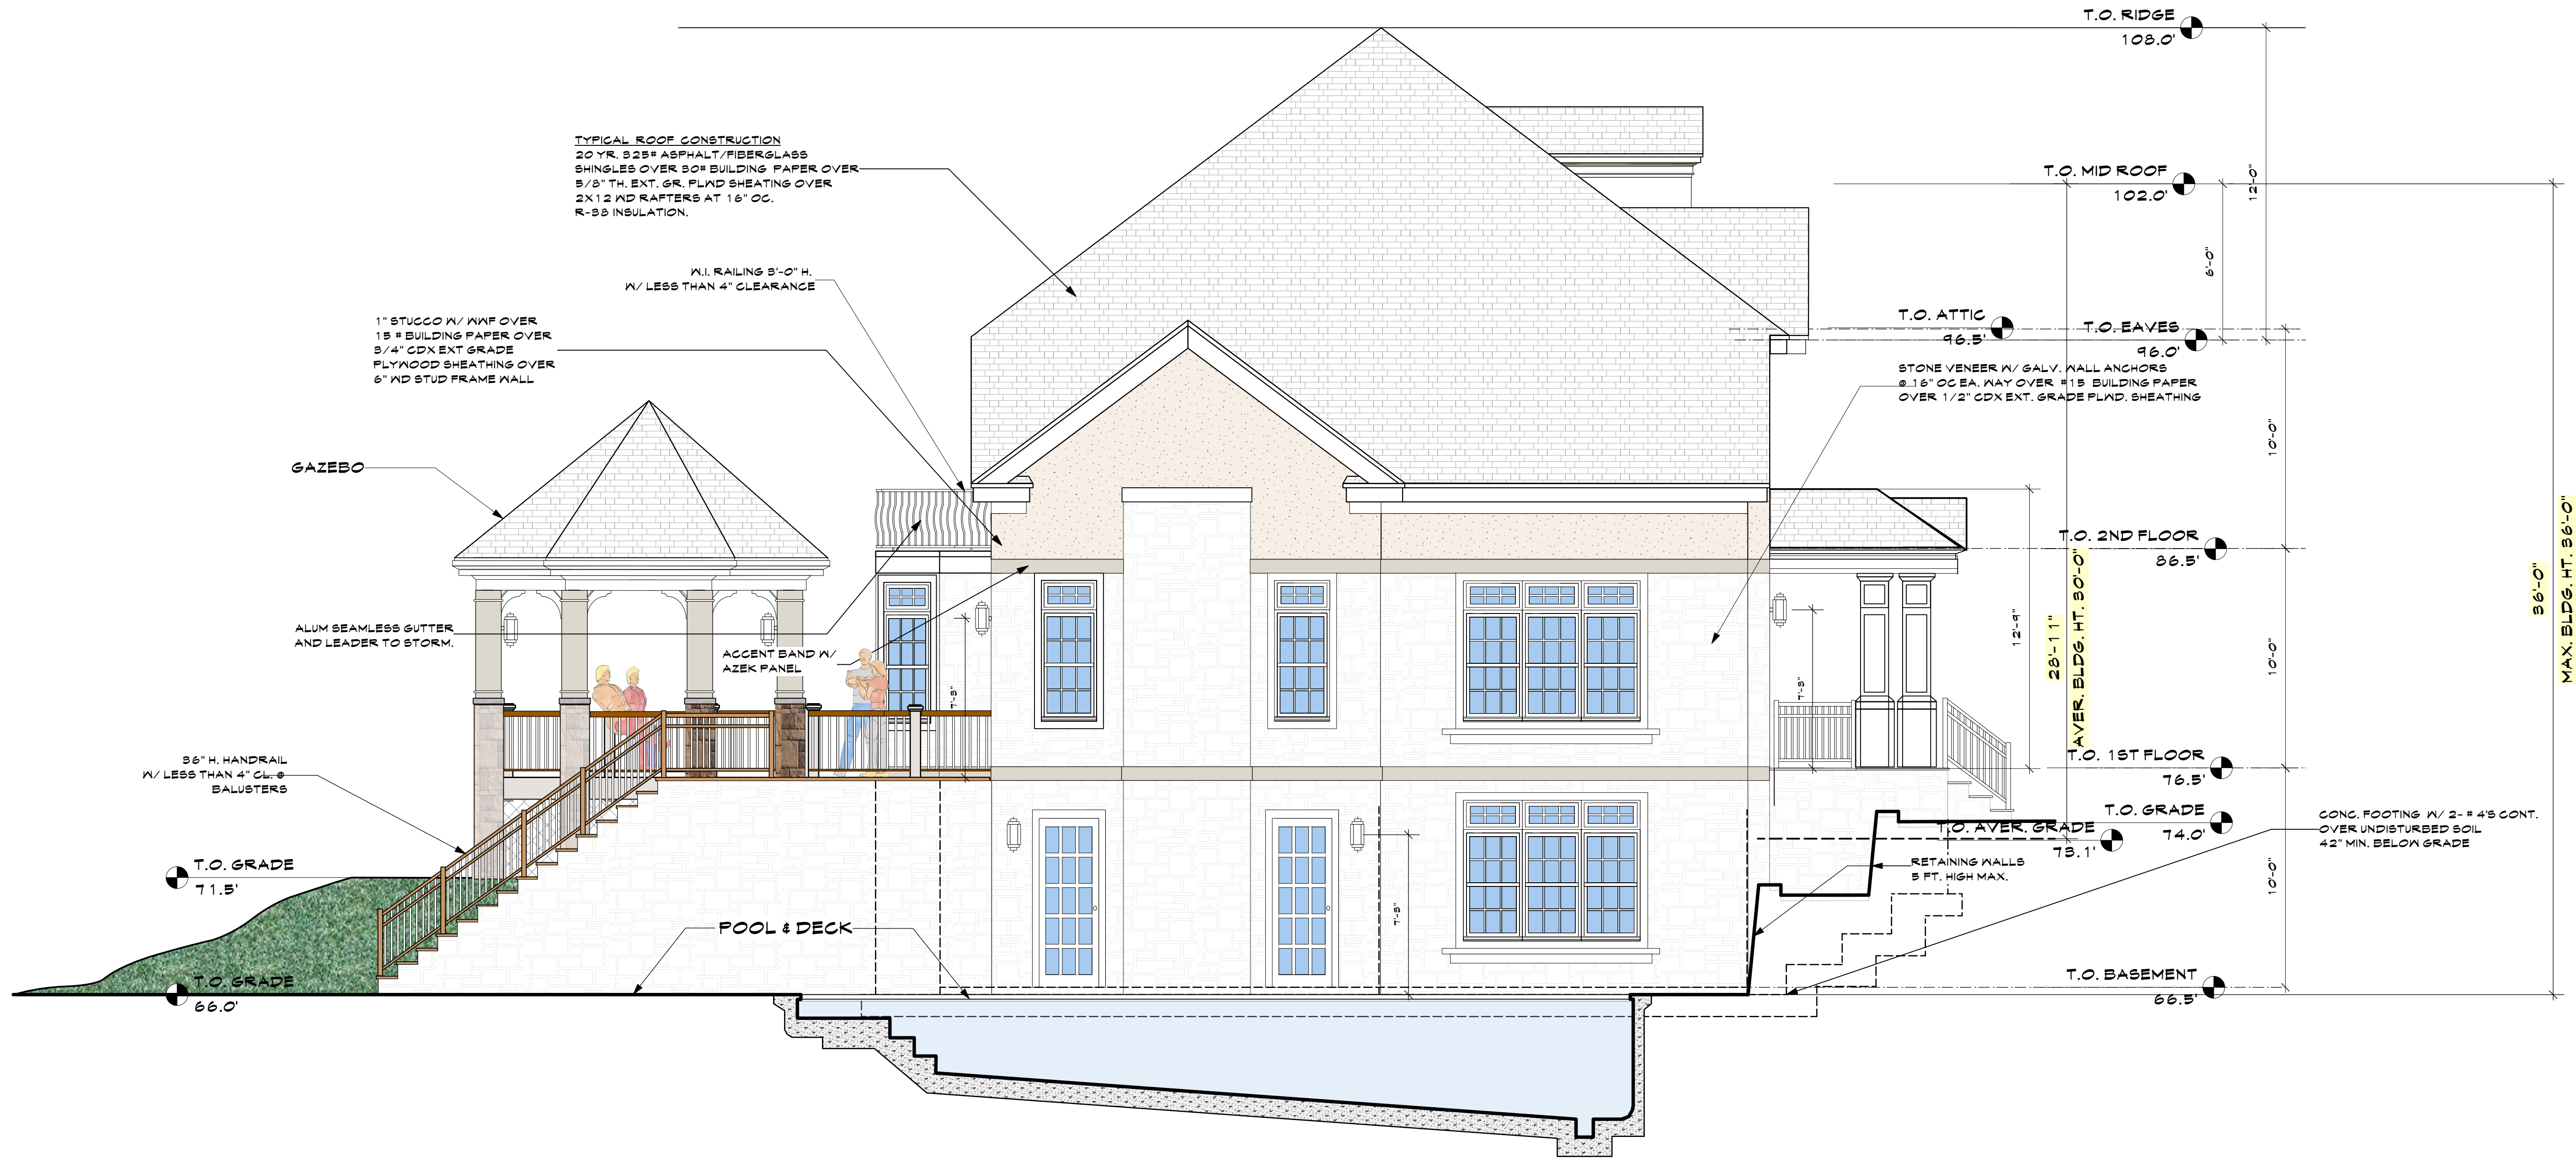 T.O. RIDGE
108.0'
TYPICAL ROOF CONSTRUCTION
20 YR. 325# ASPHALT/FIBERGLASS
SHINGLES OVER 30# BUILDING PAPER OVER
5/8" TH. EXT. GR. PLWD SHEATING OVER
2X12 WD RAFTERS AT 16" OC.
R-38 INSULATION.
T.O. MID ROOF
102.0'
12'-0"
6'-0"
W.I. RAILING 3'-0" H.
W/ LESS THAN 4" CLEARANCE
1" STUCCO W/ WWF OVER
15 # BUILDING PAPER OVER
3/4" CDX EXT GRADE
PLYWOOD SHEATHING OVER
6" WD STUD FRAME WALL
T.O. ATTIC
96.5'
T.O. EAVES
96.0'
STONE VENEER W/ GALV. WALL ANCHORS
@ 16" OC EA. WAY OVER #15 BUILDING PAPER
OVER 1/2" CDX EXT. GRADE PLWD. SHEATHING
10'-0"
GAZEBO
T.O. 2ND FLOOR
86.5'
ALUM SEAMLESS GUTTER
AND LEADER TO STORM.
ACCENT BAND W/
AZEK PANEL
7'-3"
7'-3"
12'-9"
28'-11"
AVER. BLDG. HT. 30'-0"
10'-0"
36'-0"
MAX. BLDG. HT. 36'-0"
36" H. HANDRAIL
W/ LESS THAN 4" CL. @
BALUSTERS
T.O. 1ST FLOOR
76.5'
T.O. GRADE
74.0'
T.O. AVER. GRADE
73.1'
CONC. FOOTING W/ 2- # 4'S CONT.
OVER UNDISTURBED SOIL
42" MIN. BELOW GRADE
RETAINING WALLS
5 FT. HIGH MAX.
10'-0"
T.O. GRADE
71.5'
7'-3"
POOL & DECK
T.O. GRADE
66.0'
T.O. BASEMENT
66.5'